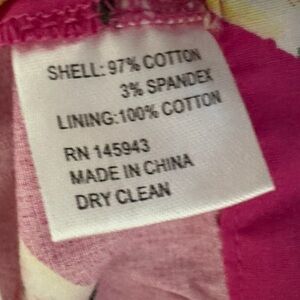 SHELL: 97% COTTON
3% SPANDEX
LINING:100% COTTON
RN 145943
MADE IN CHINA
DRY CLEAN